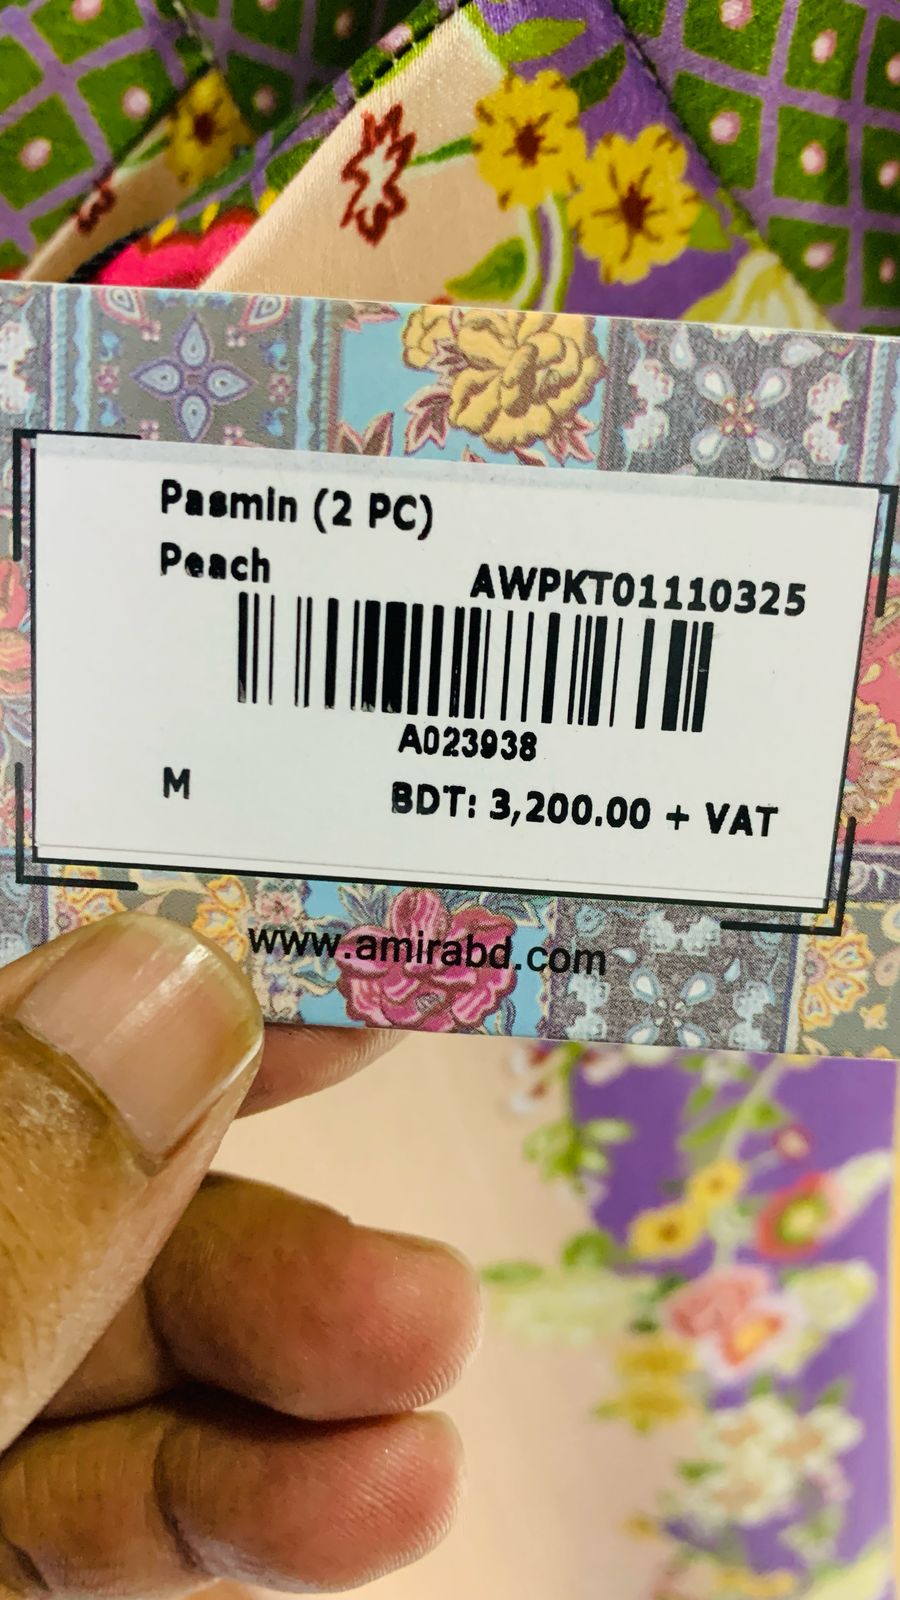 Pasmin (2 PC)
Peach
AWPKT01110325
A023938
M
BDT: 3,200.00 + VAT
www.amirabd.com